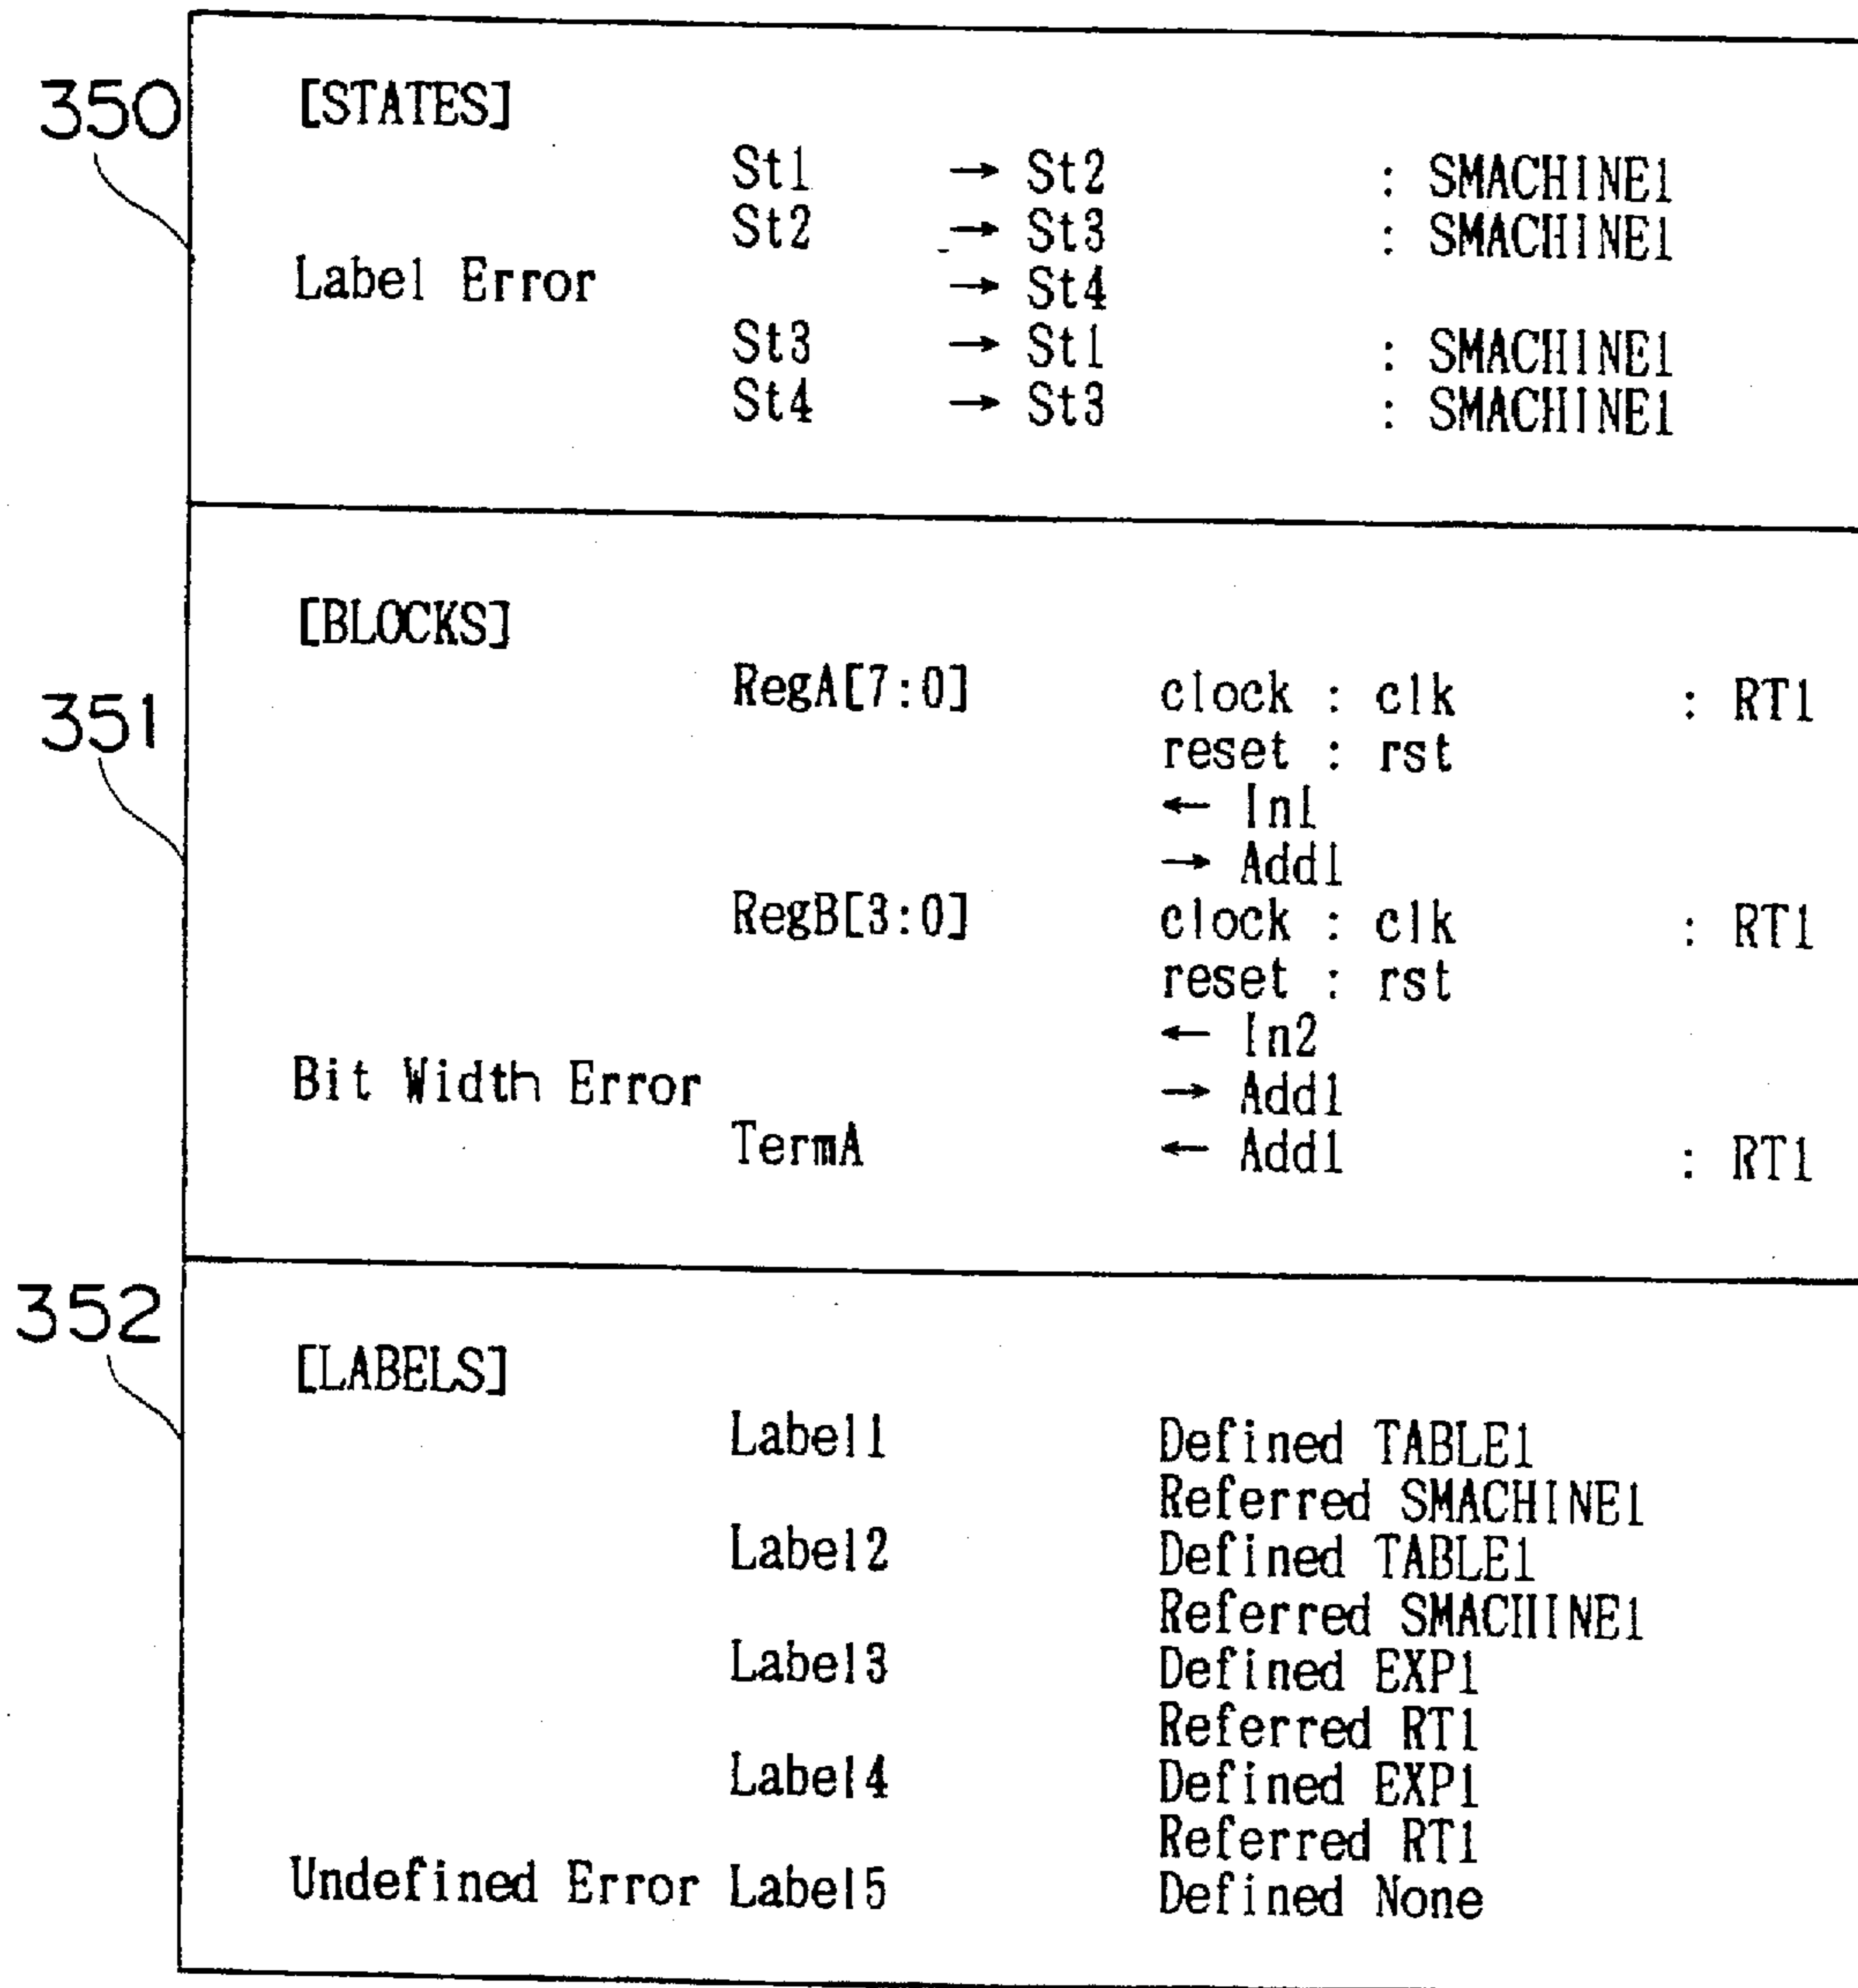 350 [STATES]
St1 → St2 : SMACHINE1
St2 → St3 : SMACHINE1
Label Error → St4
St3 → St1 : SMACHINE1
St4 → St3 : SMACHINE1
[BLOCKS]
351 RegA[7:0] clock : clk : RT1
reset : rst
← In1
→ Add1
RegB[3:0] clock : clk : RT1
reset : rst
← In2
Bit Width Error → Add1
TermA ← Add1 : RT1
352 [LABELS]
Label1 Defined TABLE1
Referred SMACHINE1
Label2 Defined TABLE1
Referred SMACHINE1
Label3 Defined EXP1
Referred RT1
Label4 Defined EXP1
Referred RT1
Undefined Error Label5 Defined None